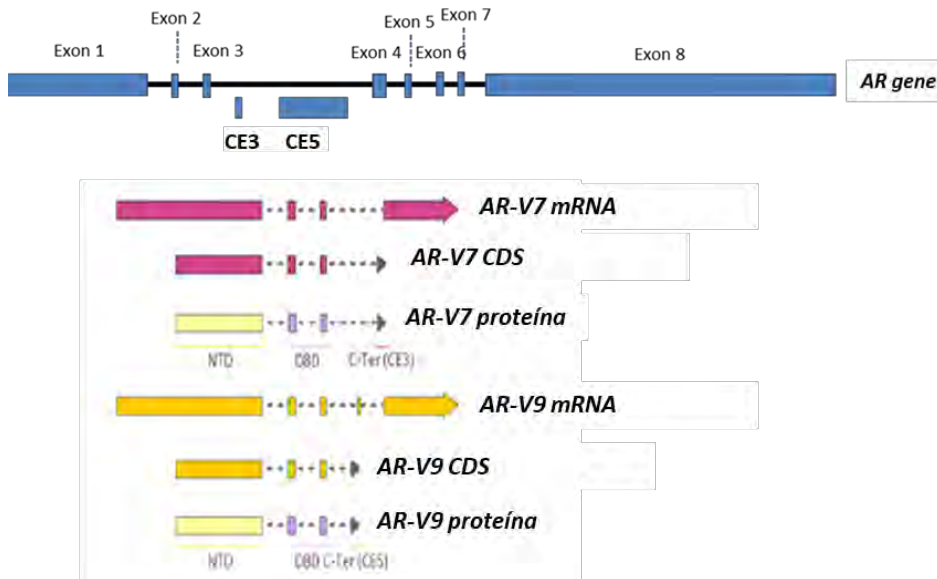 Exon 7
Exon 2 Exon 5
Exon 1 Exon 3 Exon 4 Exon 6 Exon 8
AR gene
CE3 CE5
AR-V7 mRNA
AR-V7 CDS
AR-V7 proteína
NTD DBD C-Ter(CE3)
AR-V9 mRNA
AR-V9 CDS
AR-V9 proteína
NTD DBD C-Ter(CE5)